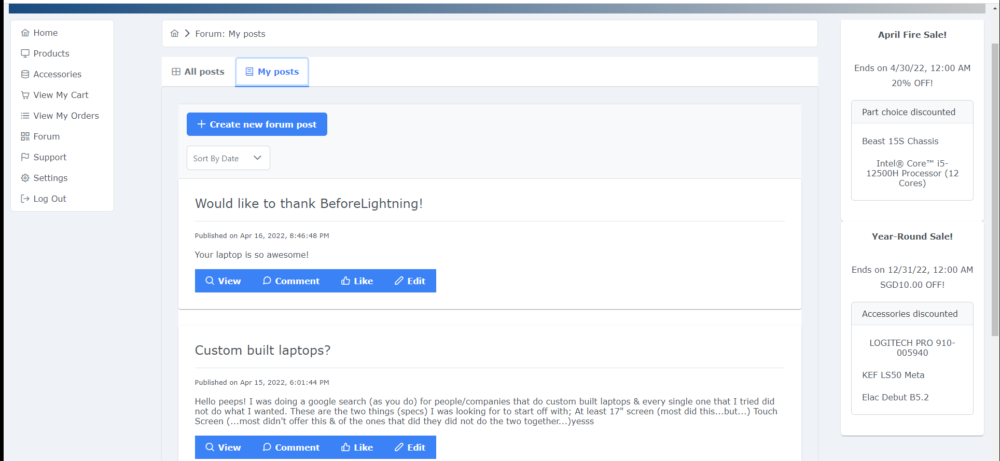 Home
Products
Accessories
View My Cart
View My Orders
Forum
Support
Settings
Log Out
Forum: My posts
All posts
My posts
Create new forum post
Sort By Date
Would like to thank BeforeLightning!
Published on Apr 16, 2022, 8:46:48 PM
Your laptop is so awesome!
View Comment Like Edit
Custom built laptops?
Published on Apr 15, 2022, 6:01:44 PM
Hello peeps! I was doing a google search (as you do) for people/companies that do custom built laptops & every single one that I tried did
not do what I wanted. These are the two things (specs) I was looking for to start off with; At least 17" screen (most did this...but...) Touch
Screen (...most didn't offer this & of the ones that did they did not do the two together...)yesss
View Comment Like Edit
April Fire Sale!
Ends on 4/30/22, 12:00 AM
20% OFF!
Part choice discounted
Beast 15S Chassis
Intel® Core™ i5-
12500H Processor (12
Cores)
Year-Round Sale!
Ends on 12/31/22, 12:00 AM
SGD10.00 OFF!
Accessories discounted
LOGITECH PRO 910-
005940
KEF LS50 Meta
Elac Debut B5.2